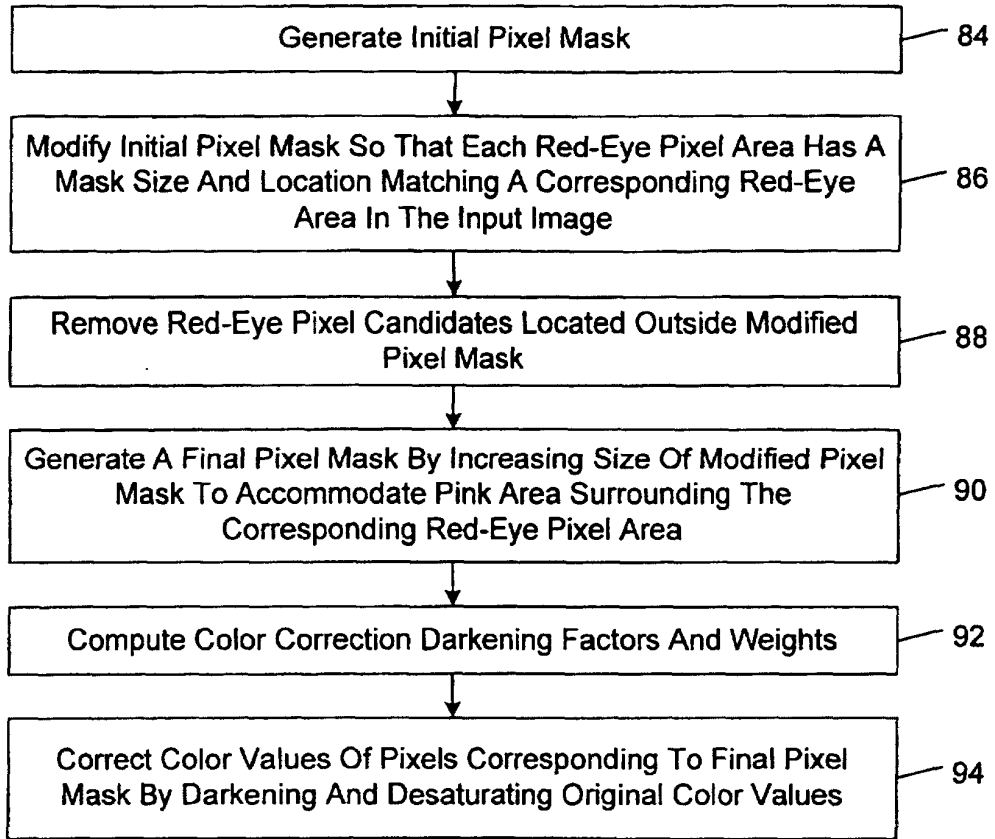 Generate Initial Pixel Mask
84
Modify Initial Pixel Mask So That Each Red-Eye Pixel Area Has A
Mask Size And Location Matching A Corresponding Red-Eye
Area In The Input Image
86
Remove Red-Eye Pixel Candidates Located Outside Modified
Pixel Mask
88
Generate A Final Pixel Mask By Increasing Size Of Modified Pixel
Mask To Accommodate Pink Area Surrounding The
Corresponding Red-Eye Pixel Area
90
Compute Color Correction Darkening Factors And Weights
92
Correct Color Values Of Pixels Corresponding To Final Pixel
Mask By Darkening And Desaturating Original Color Values
94